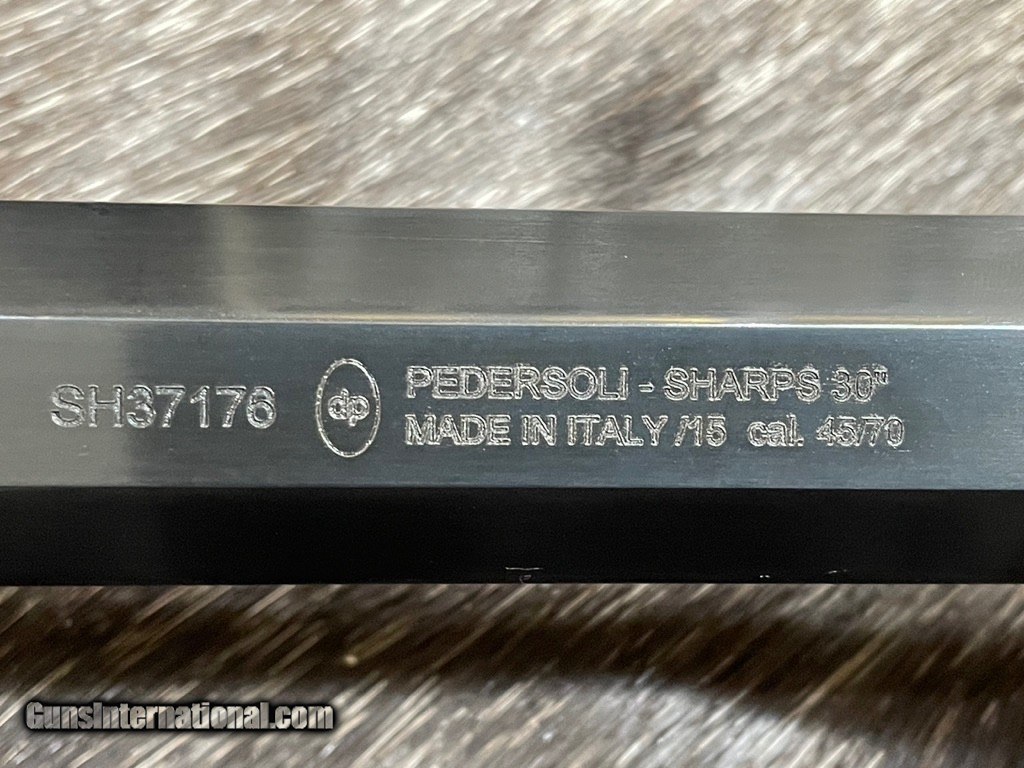 SH37176
dp
PEDERSOLI - SHARPS 30"
MADE IN ITALY /15 cal. 45/70
GunsInternational.com